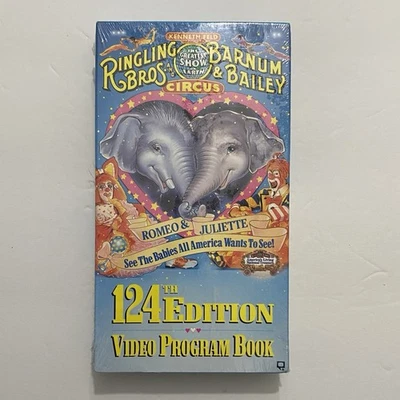 KENNETH FELD
RINGLING BROS. AND BARNUM & BAILEY
THE GREATEST SHOW ON EARTH
CIRCUS
ROMEO & JULIETTE
See The Babies All America Wants To See!
124TH EDITION
VIDEO PROGRAM BOOK